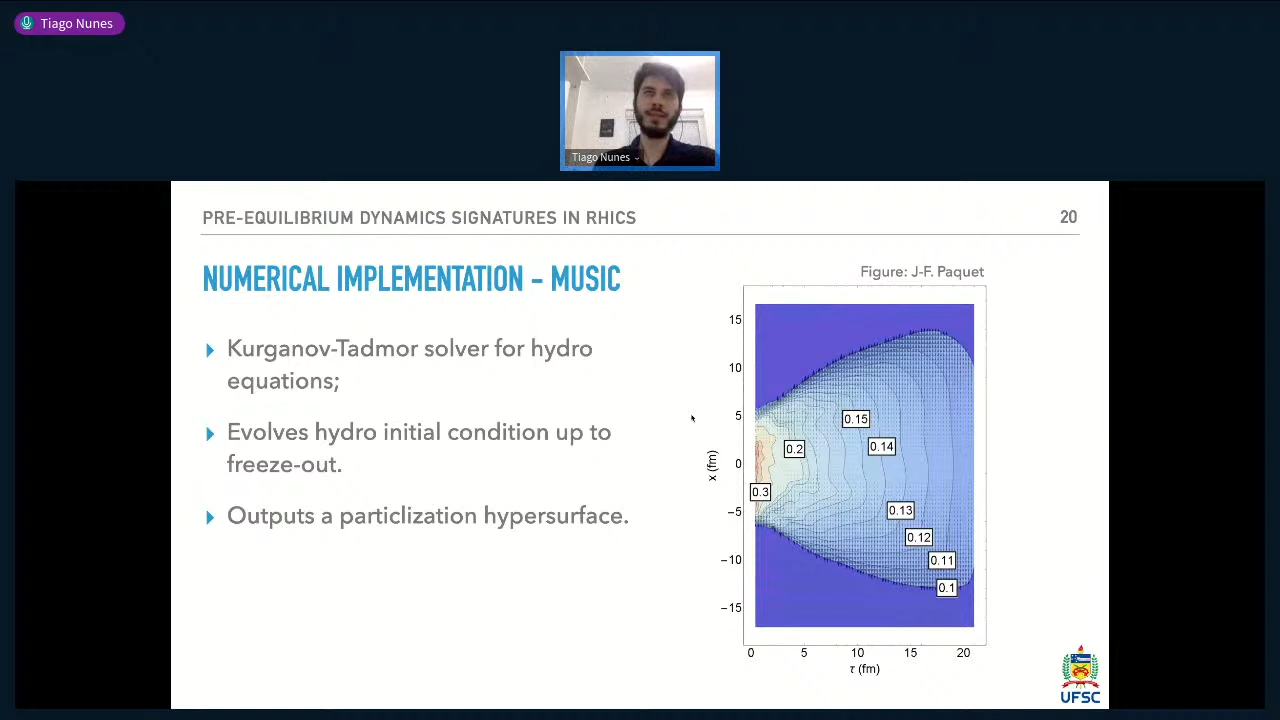 Tiago Nunes
Tiago Nunes
PRE-EQUILIBRIUM DYNAMICS SIGNATURES IN RHICS
20
NUMERICAL IMPLEMENTATION – MUSIC
Figure: J-F. Paquet
Kurganov-Tadmor solver for hydro
equations;
Evolves hydro initial condition up to
freeze-out.
Outputs a particlization hypersurface.
15
10
5
0
−5
−10
−15
x (fm)
0.15
0.14
0.2
0.3
0.13
0.12
0.11
0.1
0 5 10 15 20
τ (fm)
UFSC